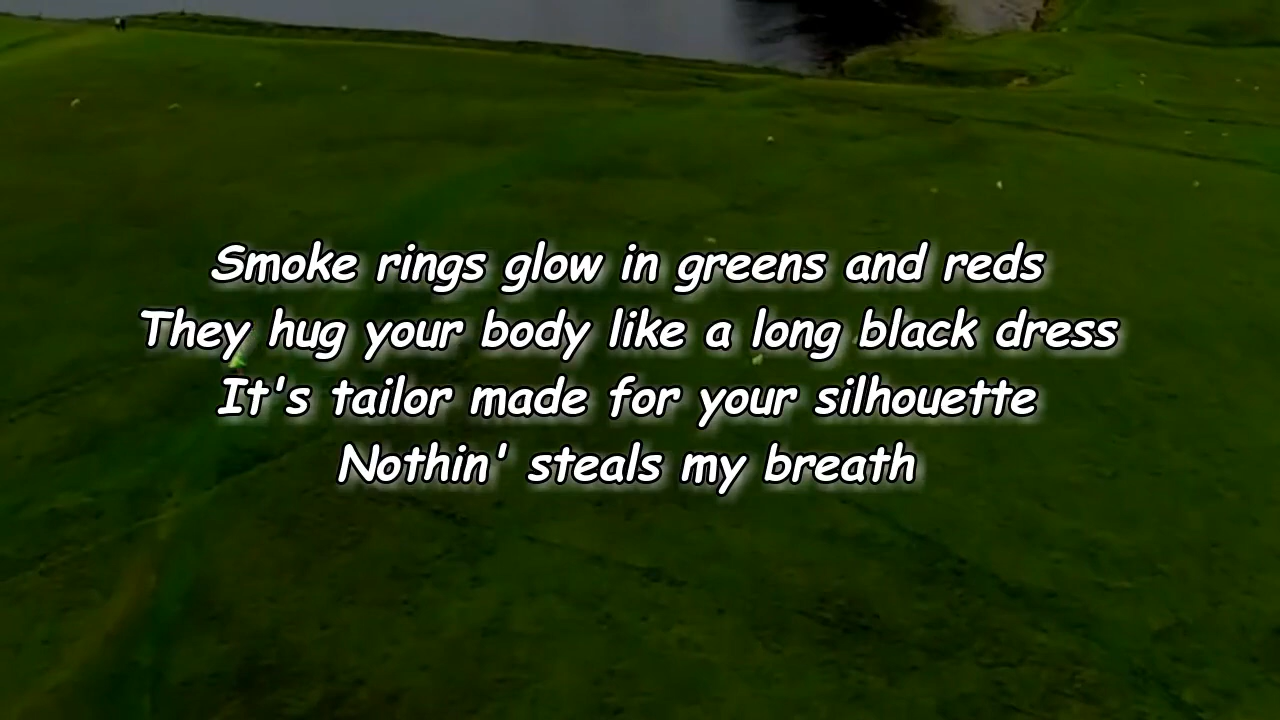 Smoke rings glow in greens and reds
They hug your body like a long black dress
It's tailor made for your silhouette
Nothin' steals my breath